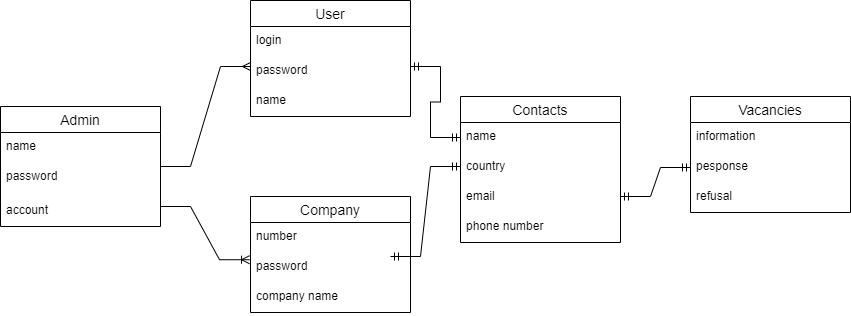 User
login
password
name
Admin
name
password
account
Company
number
password
company name
Contacts
name
country
email
phone number
Vacancies
information
pesponse
refusal